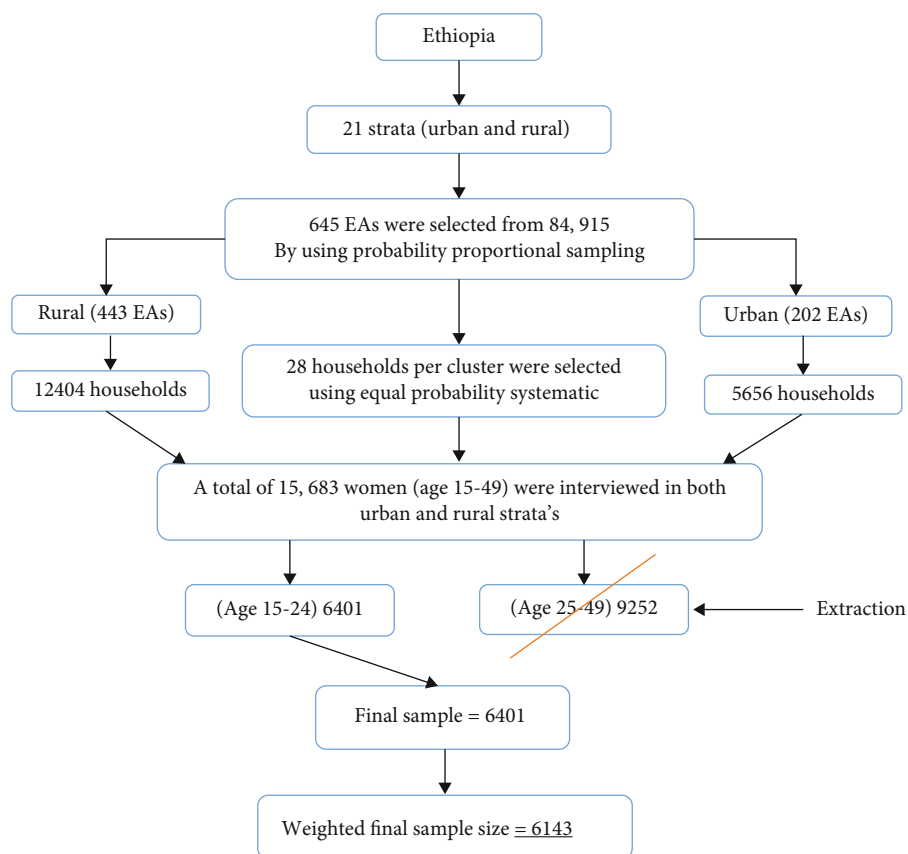 Ethiopia
21 strata (urban and rural)
645 EAs were selected from 84, 915
By using probability proportional sampling
Rural (443 EAs)
Urban (202 EAs)
28 households per cluster were selected
using equal probability systematic
12404 households
5656 households
A total of 15, 683 women (age 15-49) were interviewed in both
urban and rural strata’s
(Age 15-24) 6401
(Age 25-49) 9252
Extraction
Final sample = 6401
Weighted final sample size = 6143